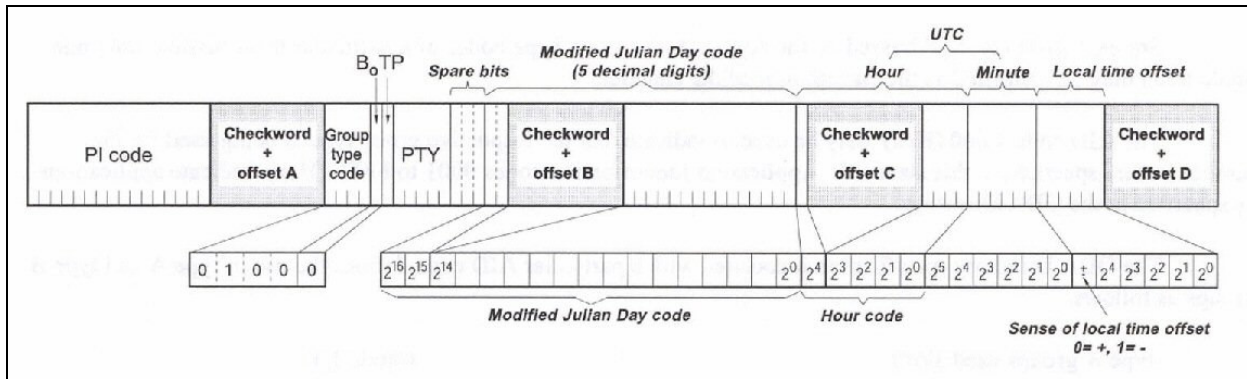 UTC
Modified Julian Day code
(5 decimal digits)
B₀ TP
Spare bits
Hour
Minute
Local time offset
PI code
Checkword
+
offset A
Group
type
code
PTY
Checkword
+
offset B
Checkword
+
offset C
Checkword
+
offset D
0 1 0 0 0
2¹⁶ 2¹⁵ 2¹⁴ 2⁰ 2⁴ 2³ 2² 2¹ 2⁰ 2⁵ 2⁴ 2³ 2² 2¹ 2⁰ ± 2⁴ 2³ 2² 2¹ 2⁰
Modified Julian Day code
Hour code
Sense of local time offset
0= +, 1= -